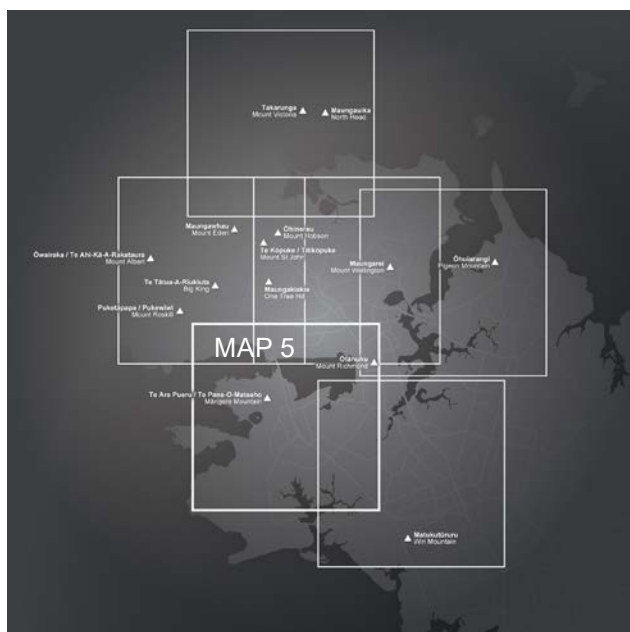 Takarunga
Mount Victoria
Maungauika
North Head
Maungawhau
Mount Eden
Ōhinerau
Mount Hobson
Te Kōpuke / Tītīkōpuke
Mount St John
Ōwairaka / Te Ahi-Kā-A-Rakataura
Mount Albert
Maungarei
Mount Wellington
Ōhuiarangi
Pigeon Mountain
Te Tātua-A-Riukiuta
Big King
Maungakiekie
One Tree Hill
Puketāpapa / Pukewīwī
Mount Roskill
MAP 5
Ōtāhuhu
Mount Richmond
Te Ara Pueru / Te Pane-O-Mataaho
Māngere Mountain
Matukutūruru
Wiri Mountain